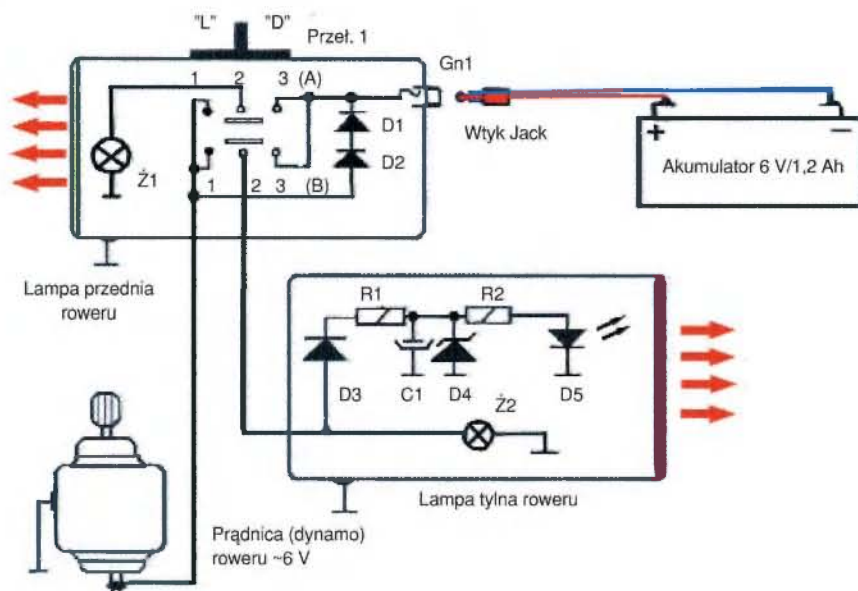 "L" "D" Przeł. 1
1 2 3 (A)
Gn1
D1
D2
Wtyk Jack
+ −
Akumulator 6 V/1,2 Ah
Ż1
1 2 3 (B)
Lampa przednia
roweru
R1 R2
D3 C1 D4 D5
Ż2
Lampa tylna roweru
Prądnica (dynamo)
roweru ~6 V